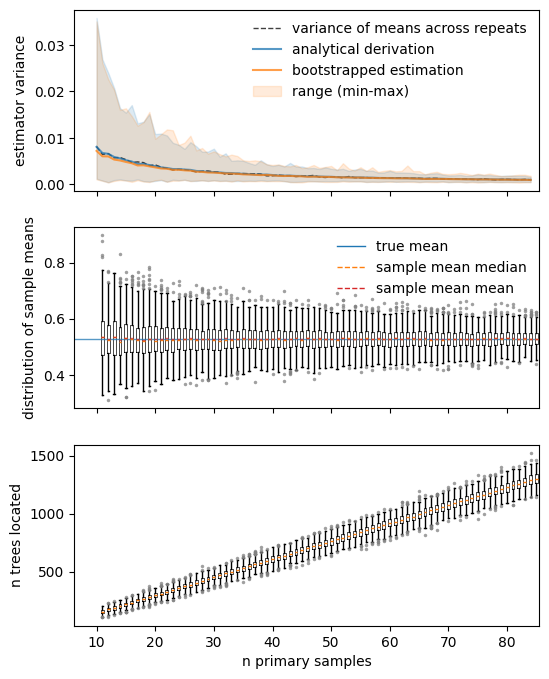 variance of means across repeats
analytical derivation
bootstrapped estimation
range (min-max)
estimator variance
0.03
0.02
0.01
0.00
true mean
sample mean median
sample mean mean
distribution of sample means
0.8
0.6
0.4
n trees located
1500
1000
500
10 20 30 40 50 60 70 80
n primary samples